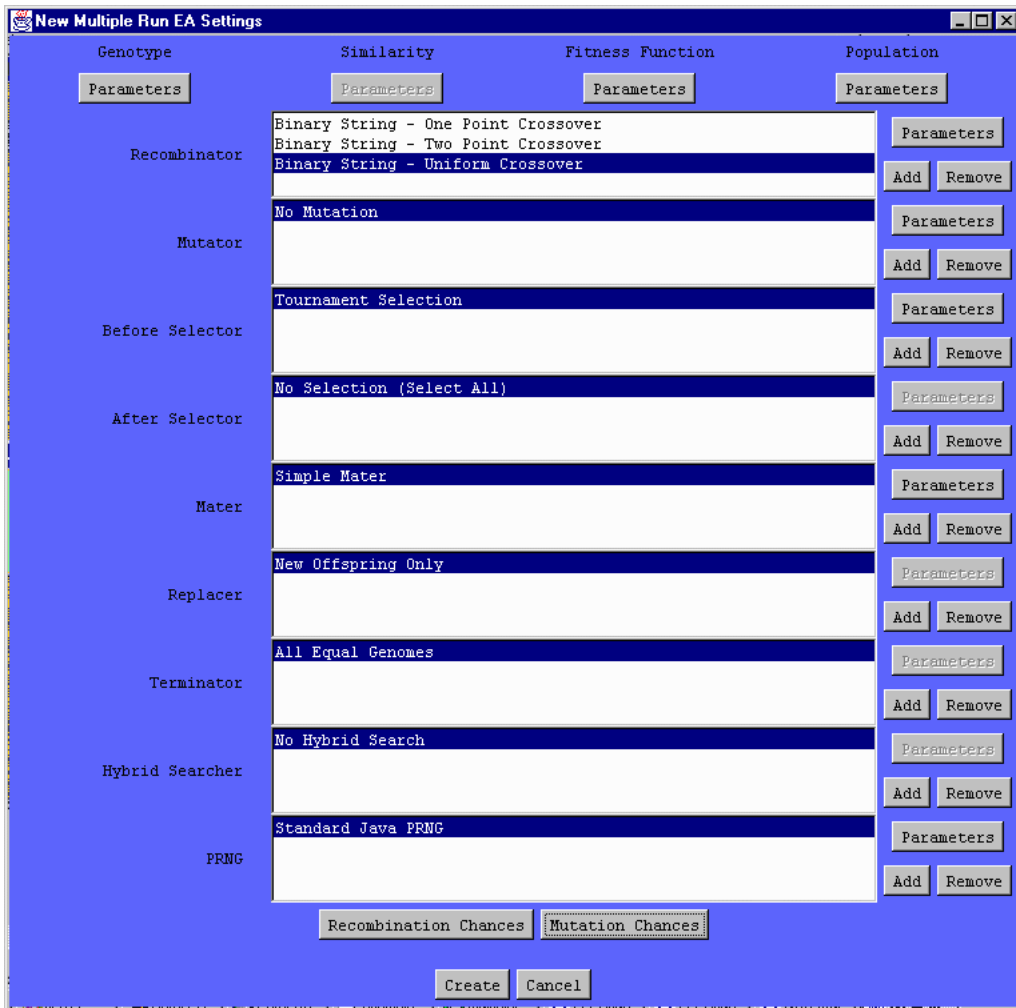 New Multiple Run EA Settings
Genotype Similarity Fitness Function Population
Parameters Parameters Parameters Parameters
Recombinator
Binary String - One Point Crossover
Binary String - Two Point Crossover
Binary String - Uniform Crossover
Parameters
Add Remove
Mutator
No Mutation
Parameters
Add Remove
Before Selector
Tournament Selection
Parameters
Add Remove
After Selector
No Selection (Select All)
Parameters
Add Remove
Mater
Simple Mater
Parameters
Add Remove
Replacer
New Offspring Only
Parameters
Add Remove
Terminator
All Equal Genomes
Parameters
Add Remove
Hybrid Searcher
No Hybrid Search
Parameters
Add Remove
PRNG
Standard Java PRNG
Parameters
Add Remove
Recombination Chances Mutation Chances
Create Cancel